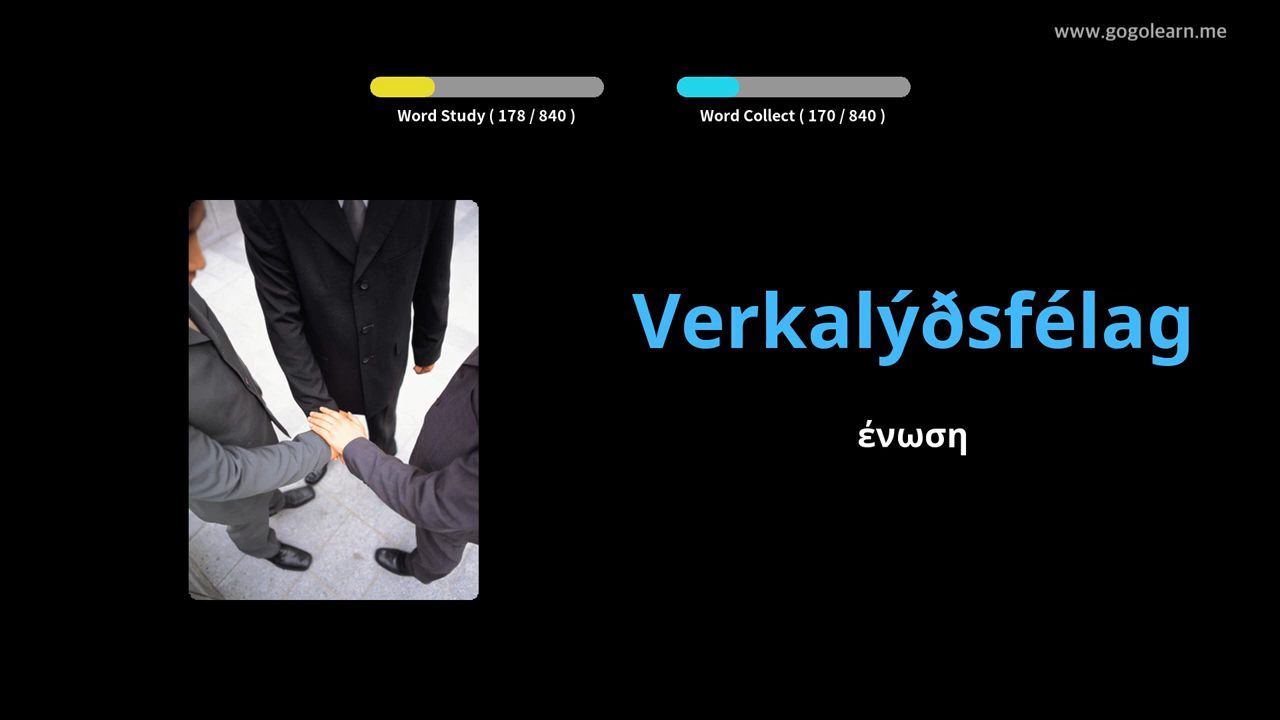 www.gogolearn.me
Word Study ( 178 / 840 )
Word Collect ( 170 / 840 )
Verkalýðsfélag
ένωση